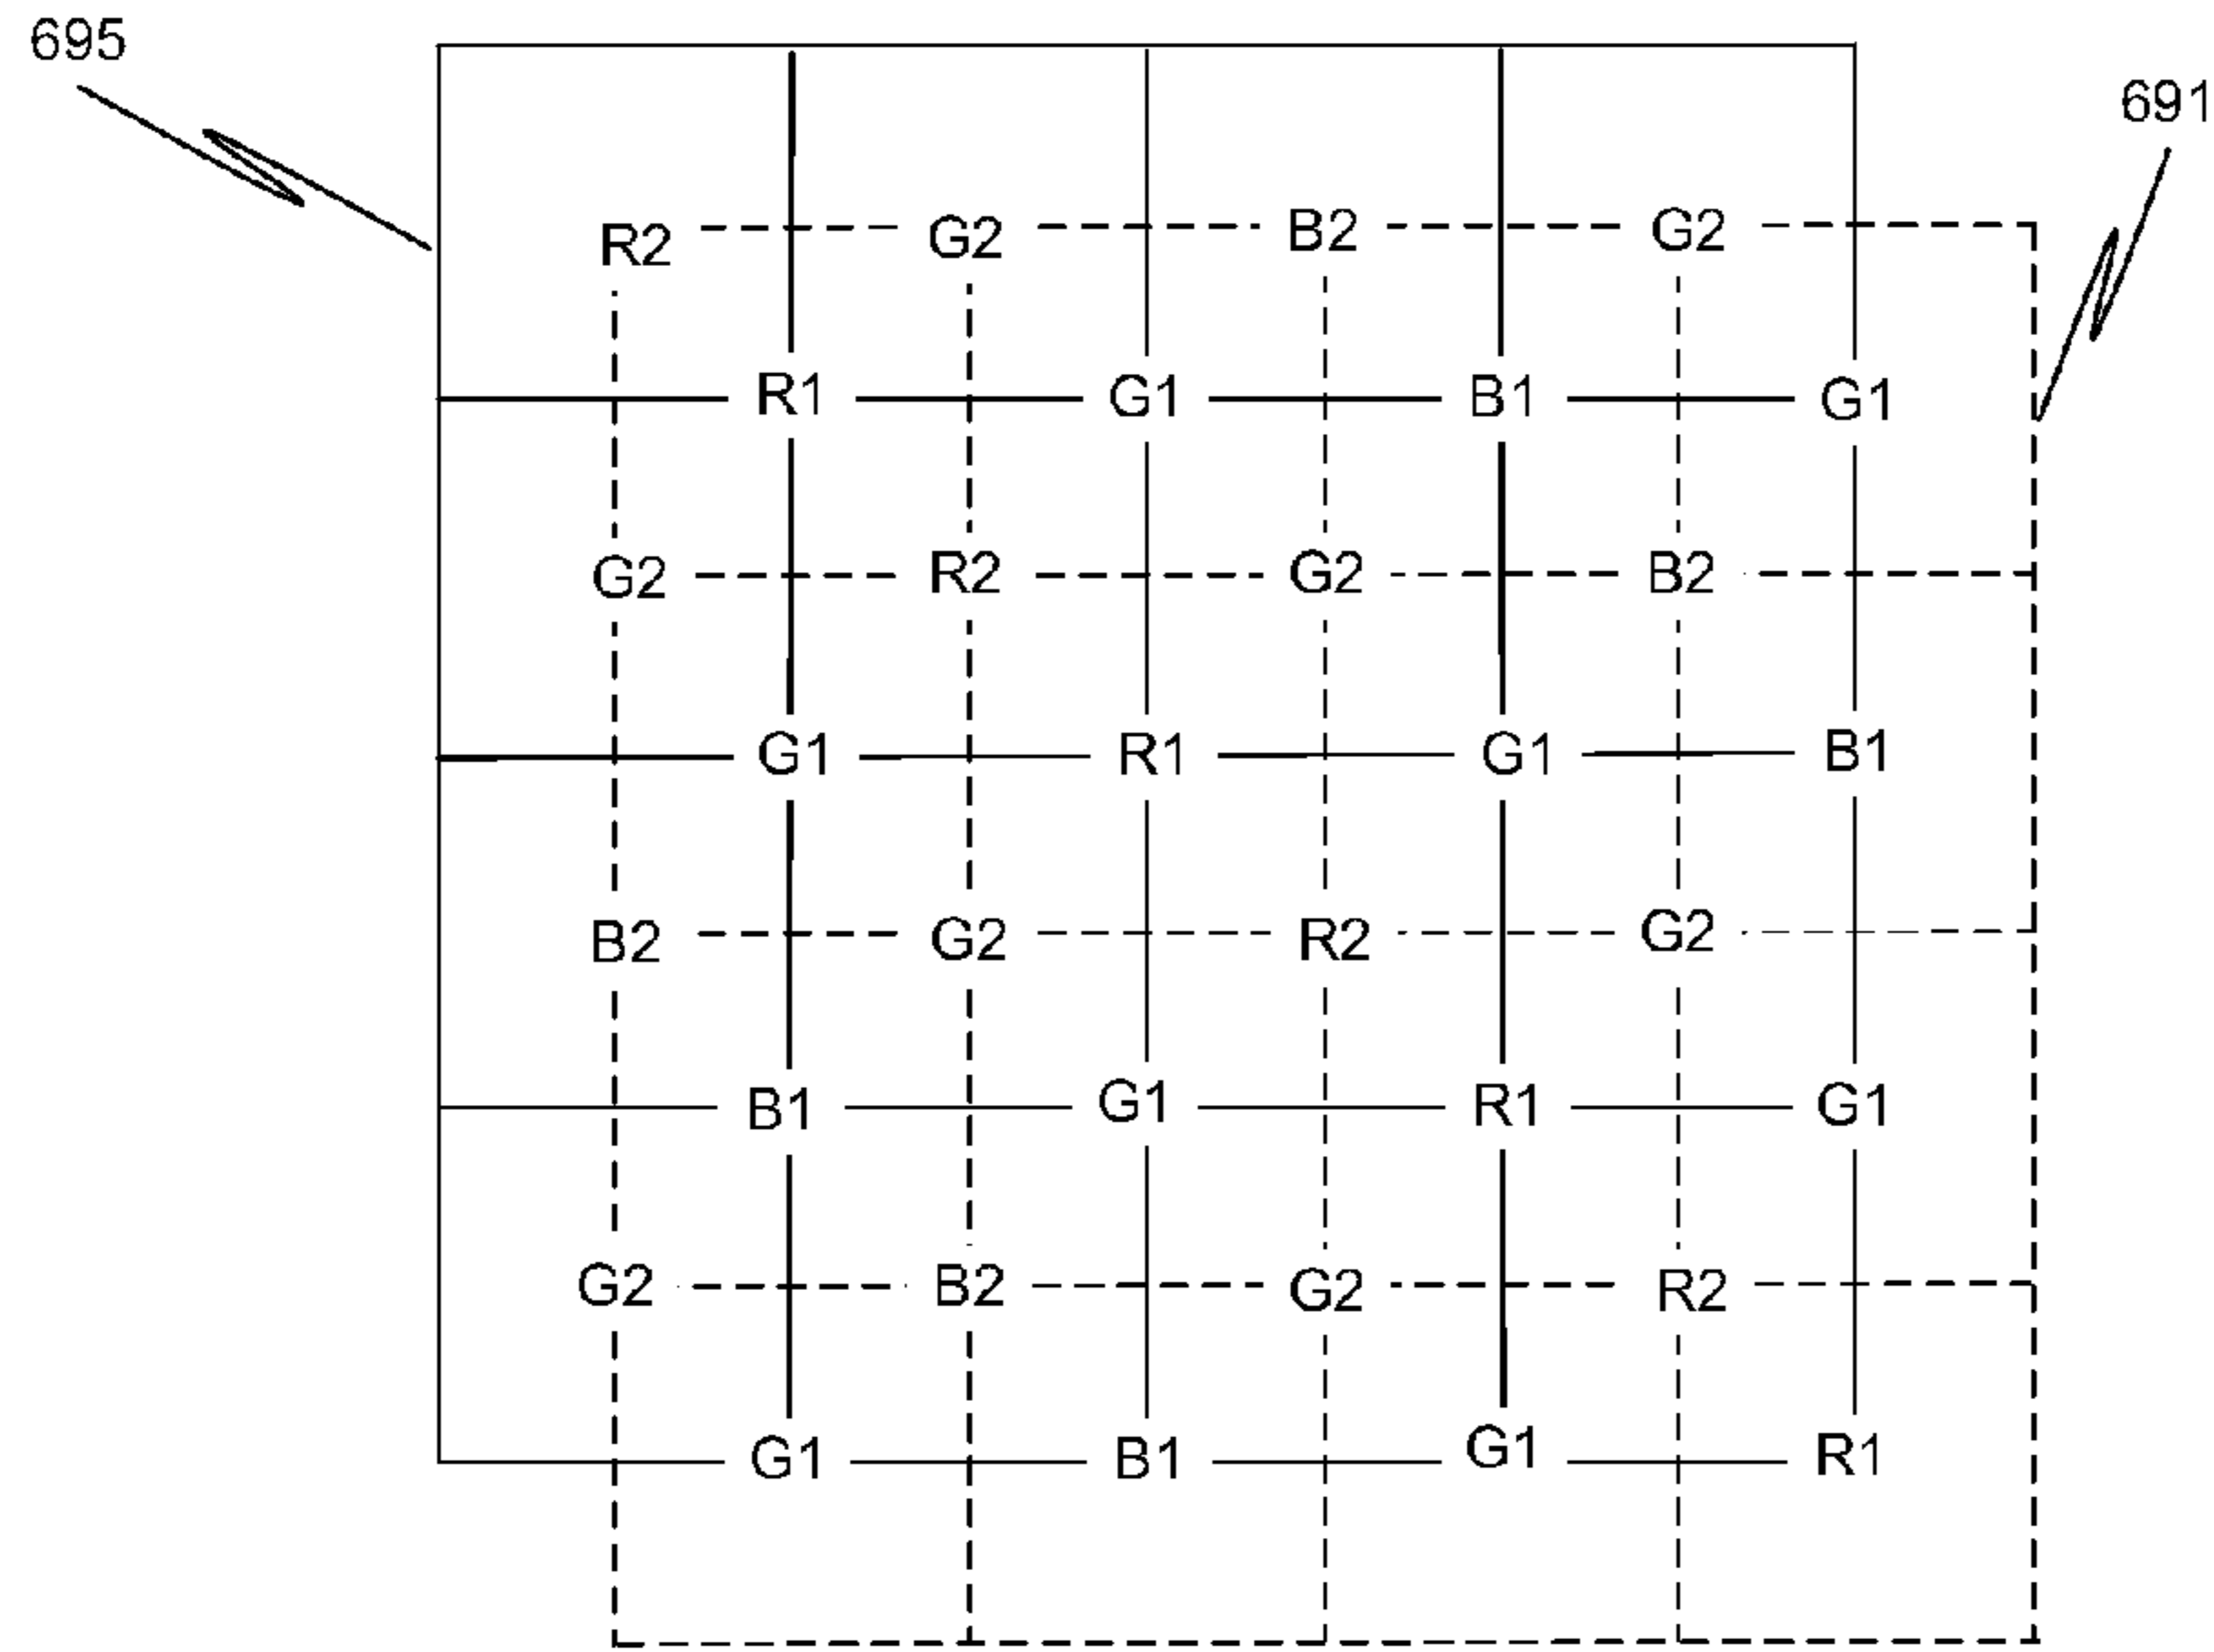 695
691
R2 G2 B2 G2
R1 G1 B1 G1
G2 R2 G2 B2
G1 R1 G1 B1
B2 G2 R2 G2
B1 G1 R1 G1
G2 B2 G2 R2
G1 B1 G1 R1